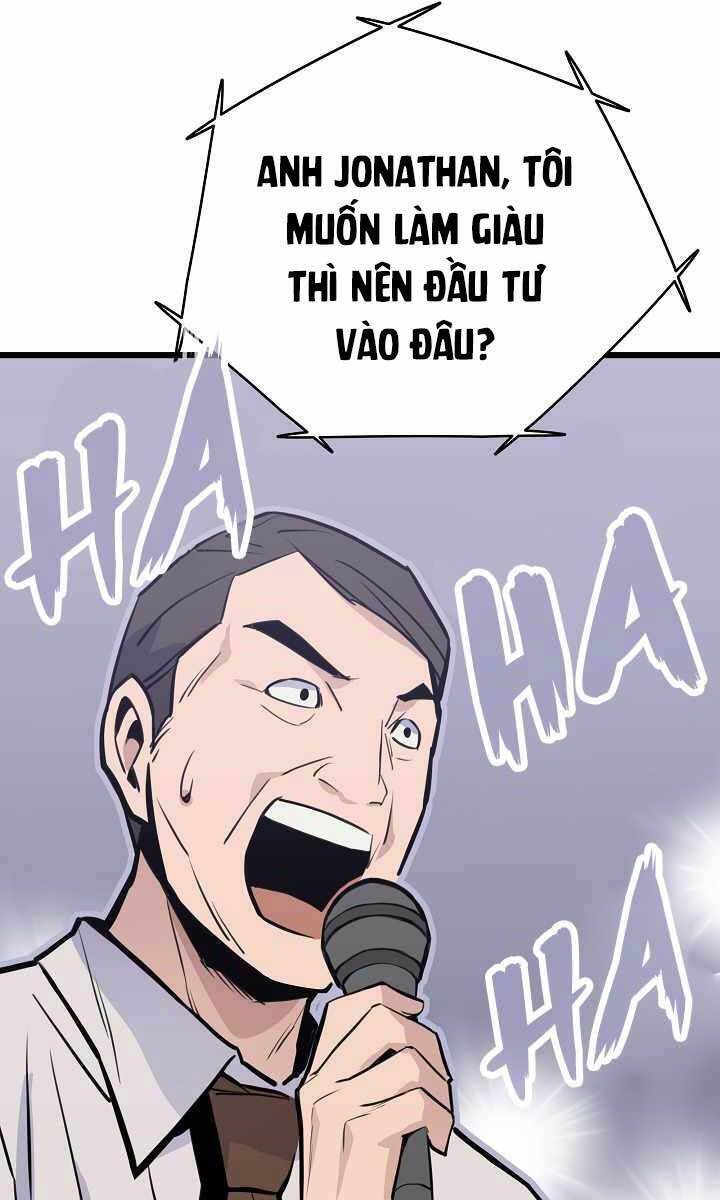 ANH JONATHAN, TÔI
MUỐN LÀM GIÀU
THÌ NÊN ĐẦU TƯ
VÀO ĐÂU?
HA
HA
HA